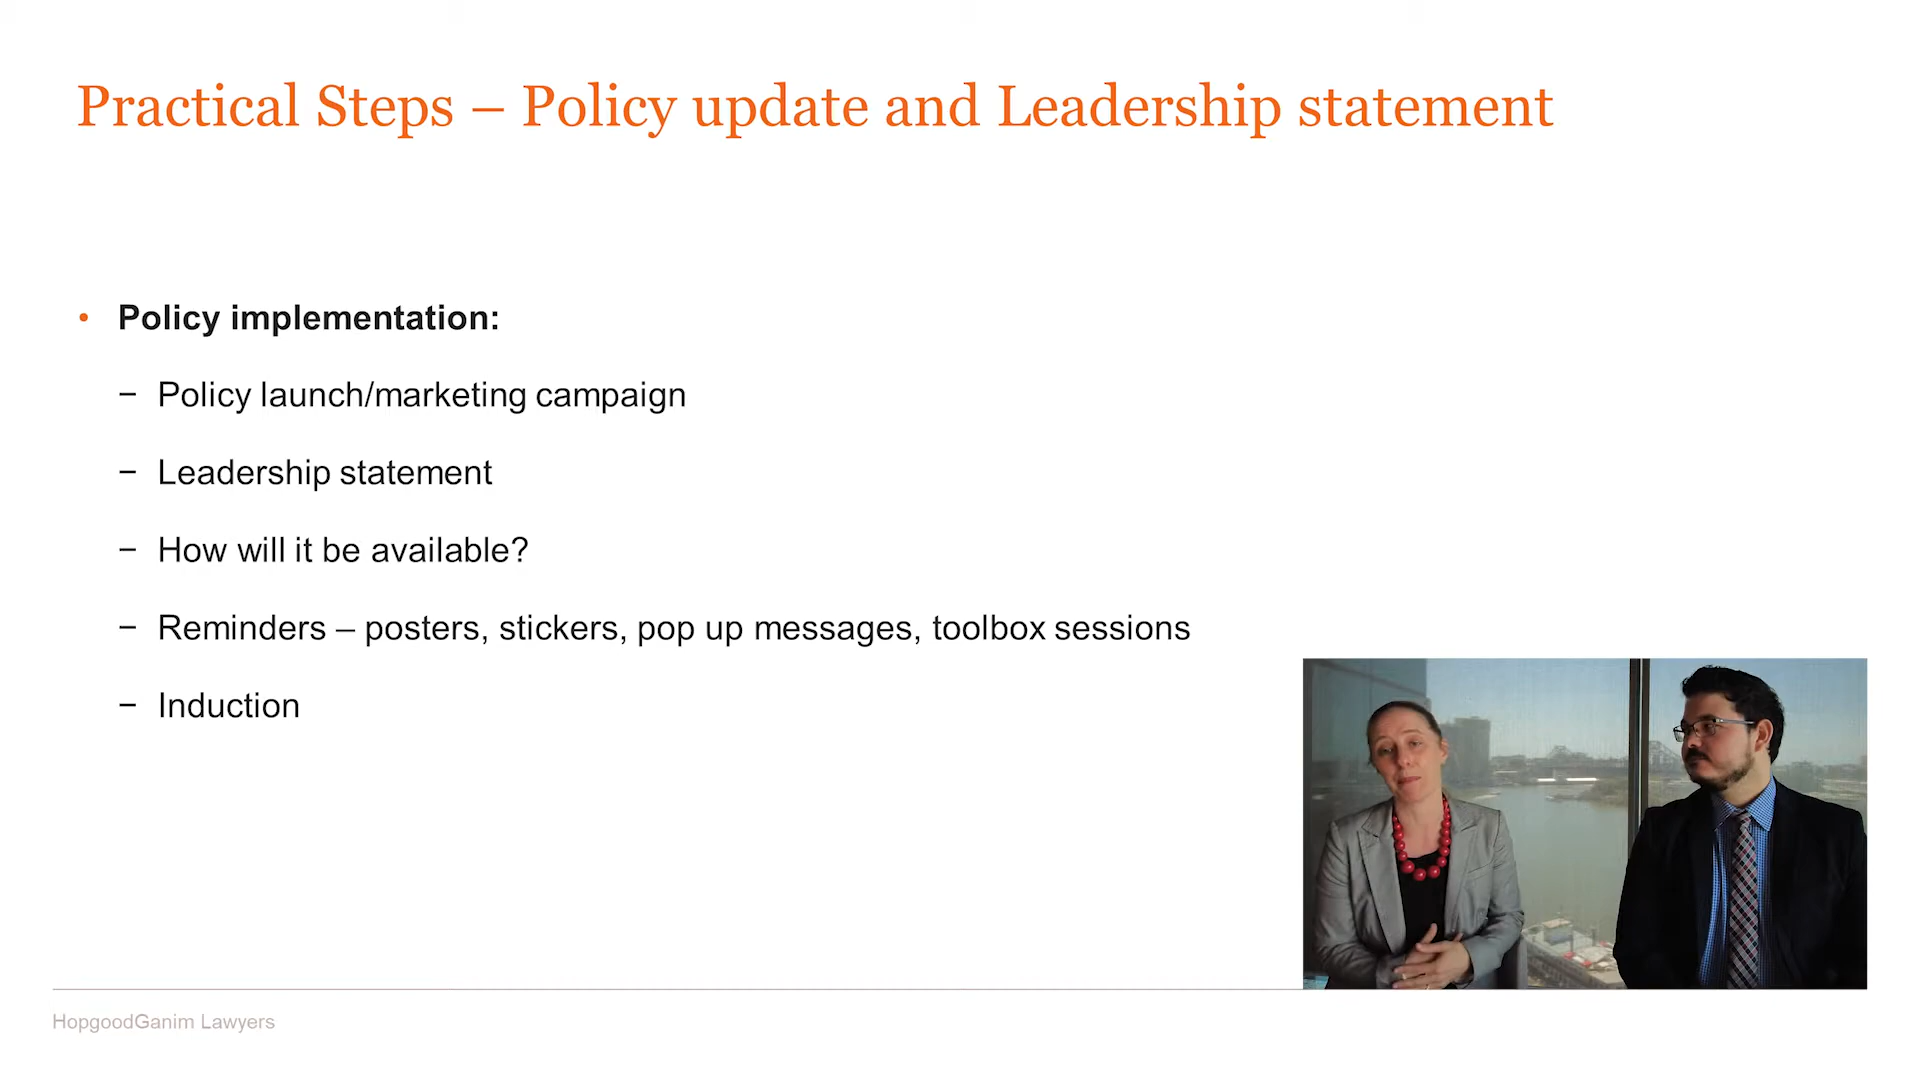 Practical Steps – Policy update and Leadership statement
• Policy implementation:
− Policy launch/marketing campaign
− Leadership statement
− How will it be available?
− Reminders – posters, stickers, pop up messages, toolbox sessions
− Induction
HopgoodGanim Lawyers